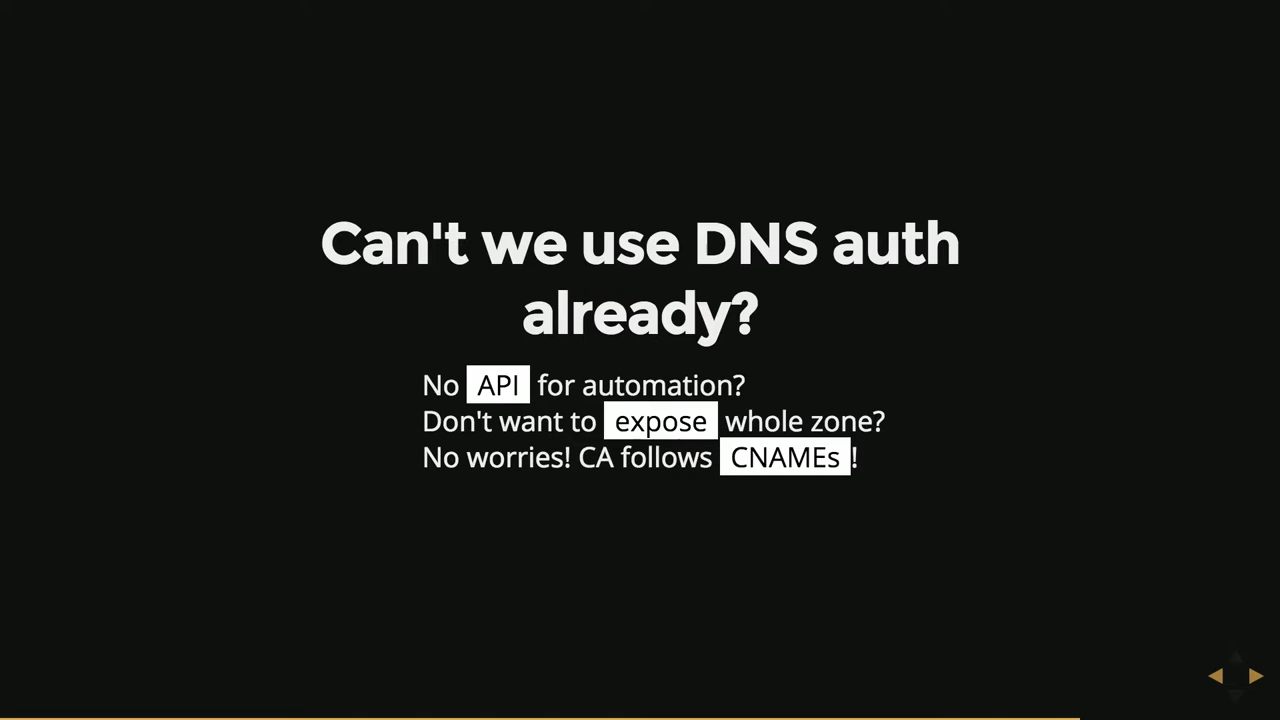 Can't we use DNS auth
already?
No API for automation?
Don't want to expose whole zone?
No worries! CA follows CNAMEs!